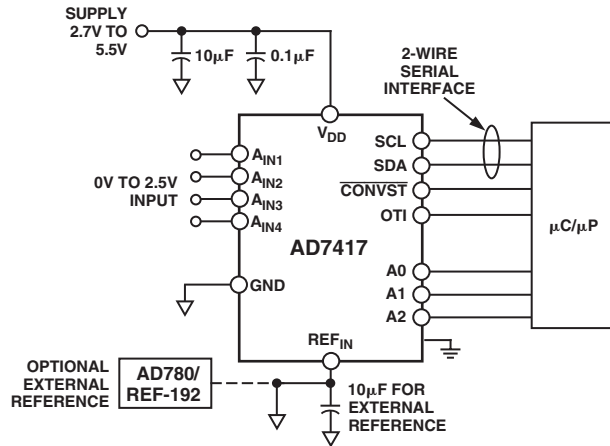 SUPPLY
2.7V TO
5.5V
10μF
0.1μF
2-WIRE
SERIAL
INTERFACE
V_DD
A_IN1
A_IN2
A_IN3
A_IN4
0V TO 2.5V
INPUT
GND
AD7417
SCL
SDA
CONVST
OTI
A0
A1
A2
μC/μP
REF_IN
OPTIONAL
EXTERNAL
REFERENCE
AD780/
REF-192
10μF FOR
EXTERNAL
REFERENCE